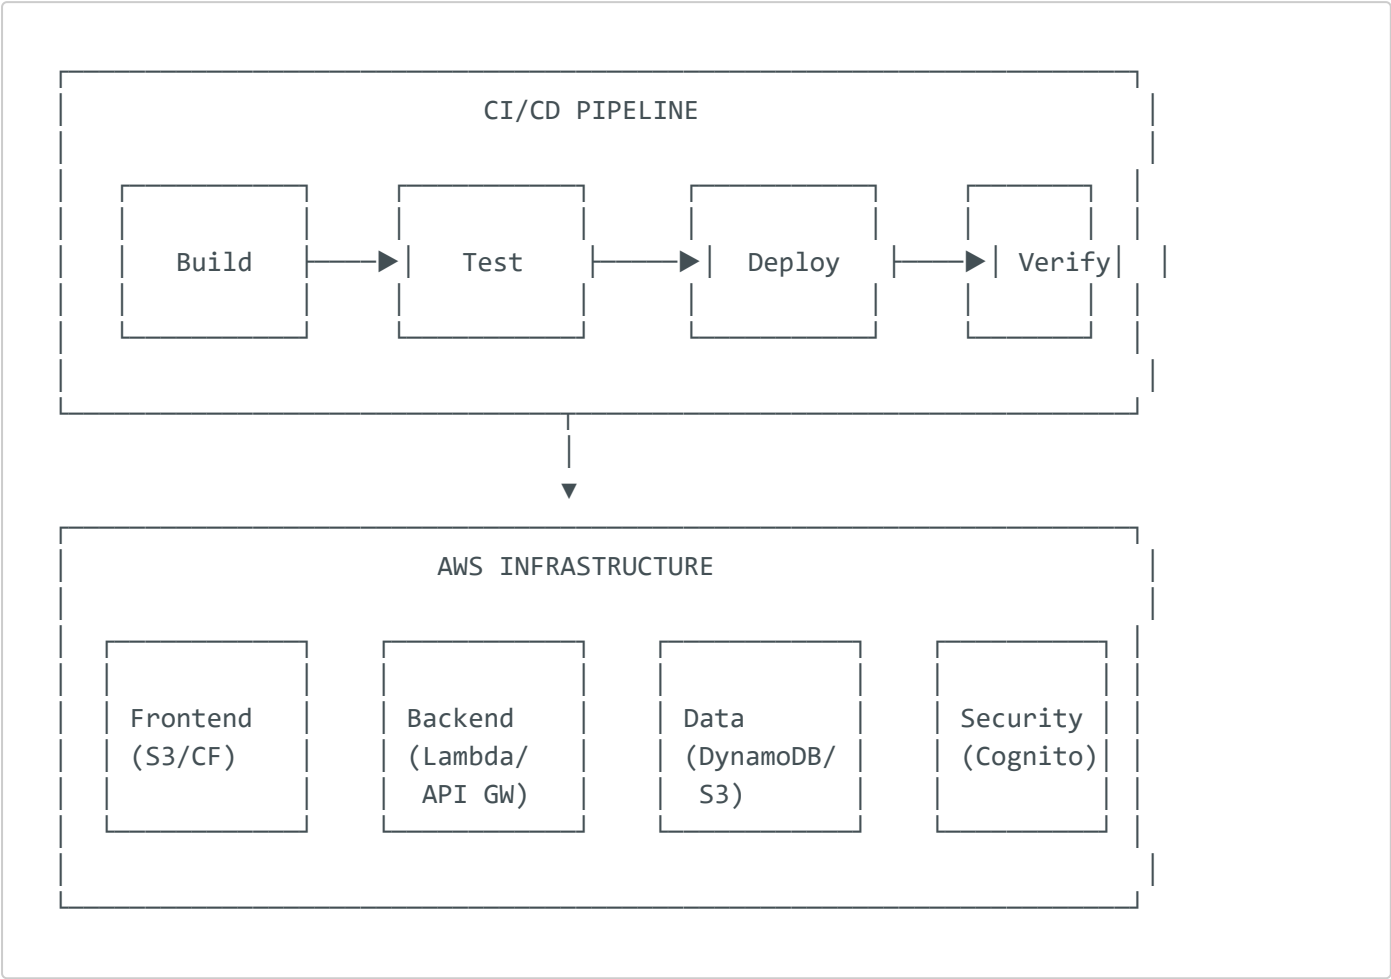 CI/CD PIPELINE
Build Test Deploy Verify
AWS INFRASTRUCTURE
Frontend Backend Data Security
(S3/CF) (Lambda/ (DynamoDB/ (Cognito)
API GW) S3)